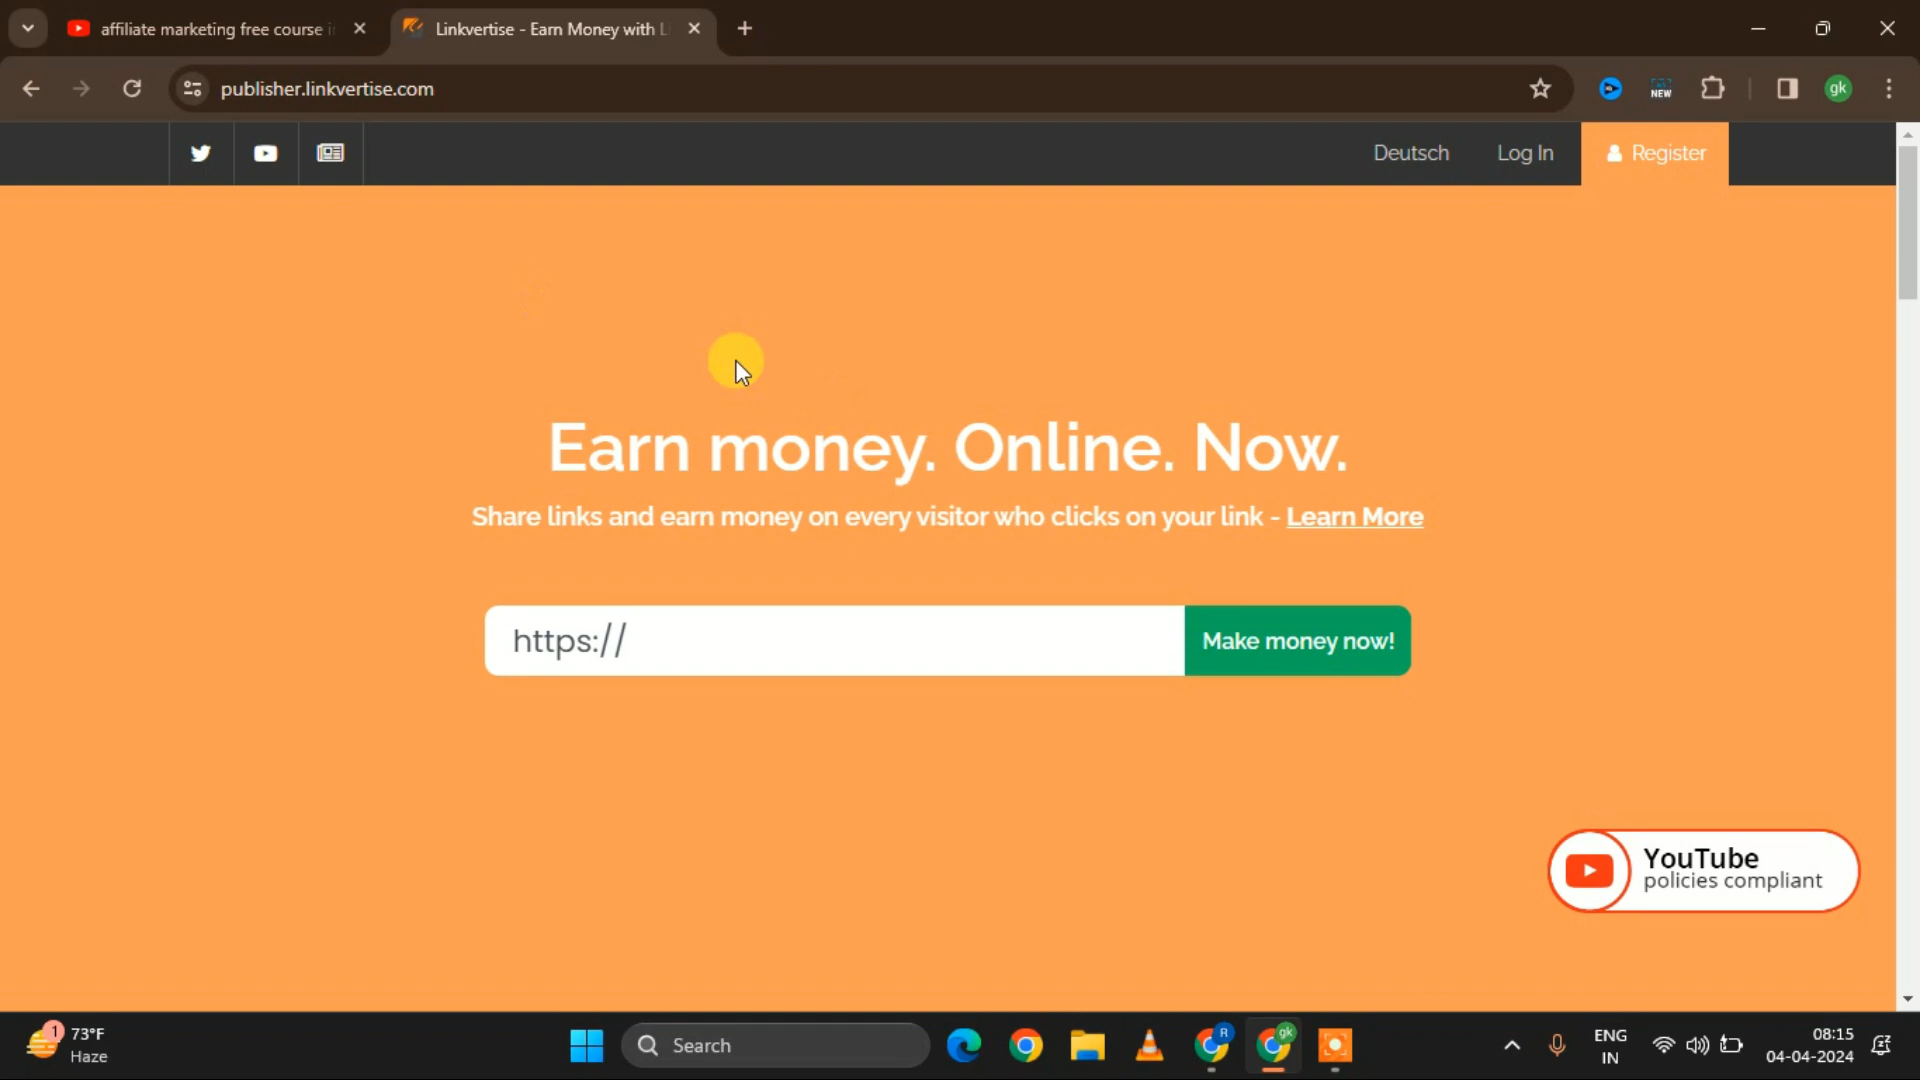 affiliate marketing free course i
Linkvertise - Earn Money with L
publisher.linkvertise.com
NEW
gk
Deutsch
Log In
Register
Earn money. Online. Now.
Share links and earn money on every visitor who clicks on your link - Learn More
https://
Make money now!
YouTube
policies compliant
1
73°F
Haze
Search
R
gk
ENG
IN
08:15
04-04-2024